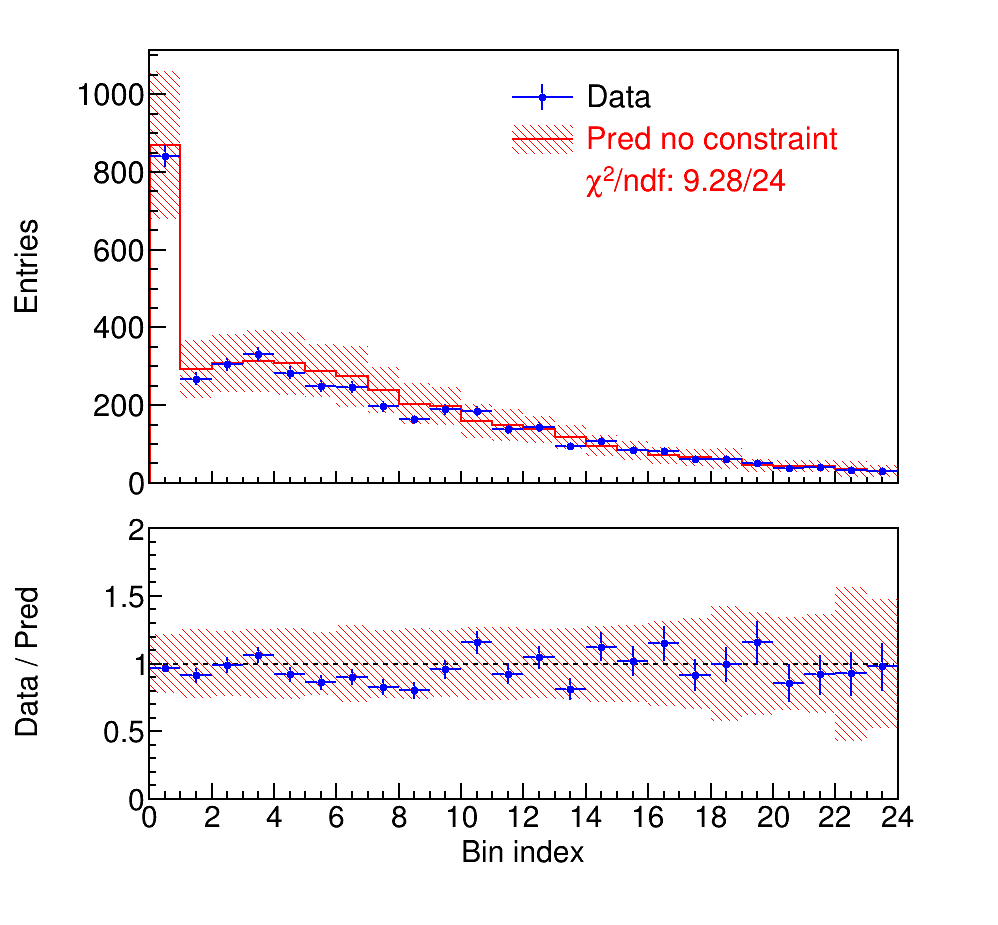 1000
800
600
400
200
0
Entries
Data
Pred no constraint
χ²/ndf: 9.28/24
2
1.5
1
0.5
0
Data / Pred
0 2 4 6 8 10 12 14 16 18 20 22 24
Bin index